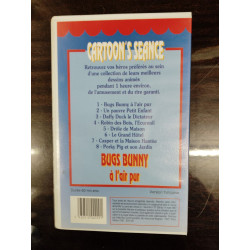 CARTOON'S SEANCE
Retrouvez vos héros préférés au sein
d'une collection de leurs meilleurs
dessins animés
pendant 1 heure environ,
de l'amusement et du rire garanti.
1 - Bugs Bunny à l'air pur
2 - Un pauvre Petit Enfant
3 - Daffy Duck le Dictateur
4 - Robin des Bois, l'Ecureuil
5 - Drôle de Maison
6 - Le Grand Hôtel
7 - Casper et la Maison Hantée
8 - Porky Pig et son Jardin
BUGS BUNNY
à l'air pur